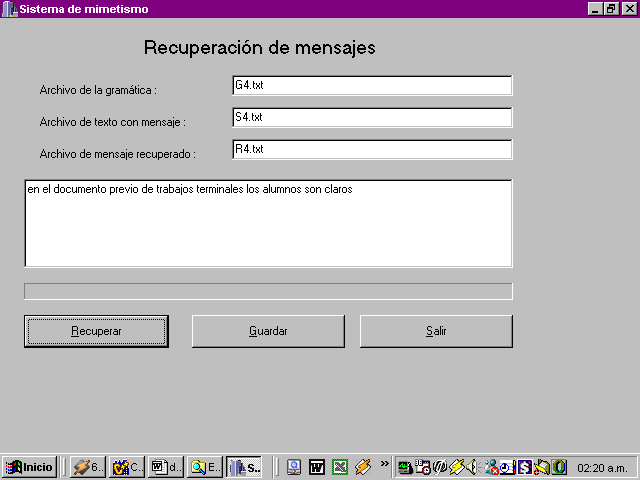 Sistema de mimetismo
Recuperación de mensajes
Archivo de la gramática :
G4.txt
Archivo de texto con mensaje :
S4.txt
Archivo de mensaje recuperado :
R4.txt
en el documento previo de trabajos terminales los alumnos son claros
Recuperar Guardar Salir
Inicio 6.. C.. d.. E.. S.. » 02:20 a.m.